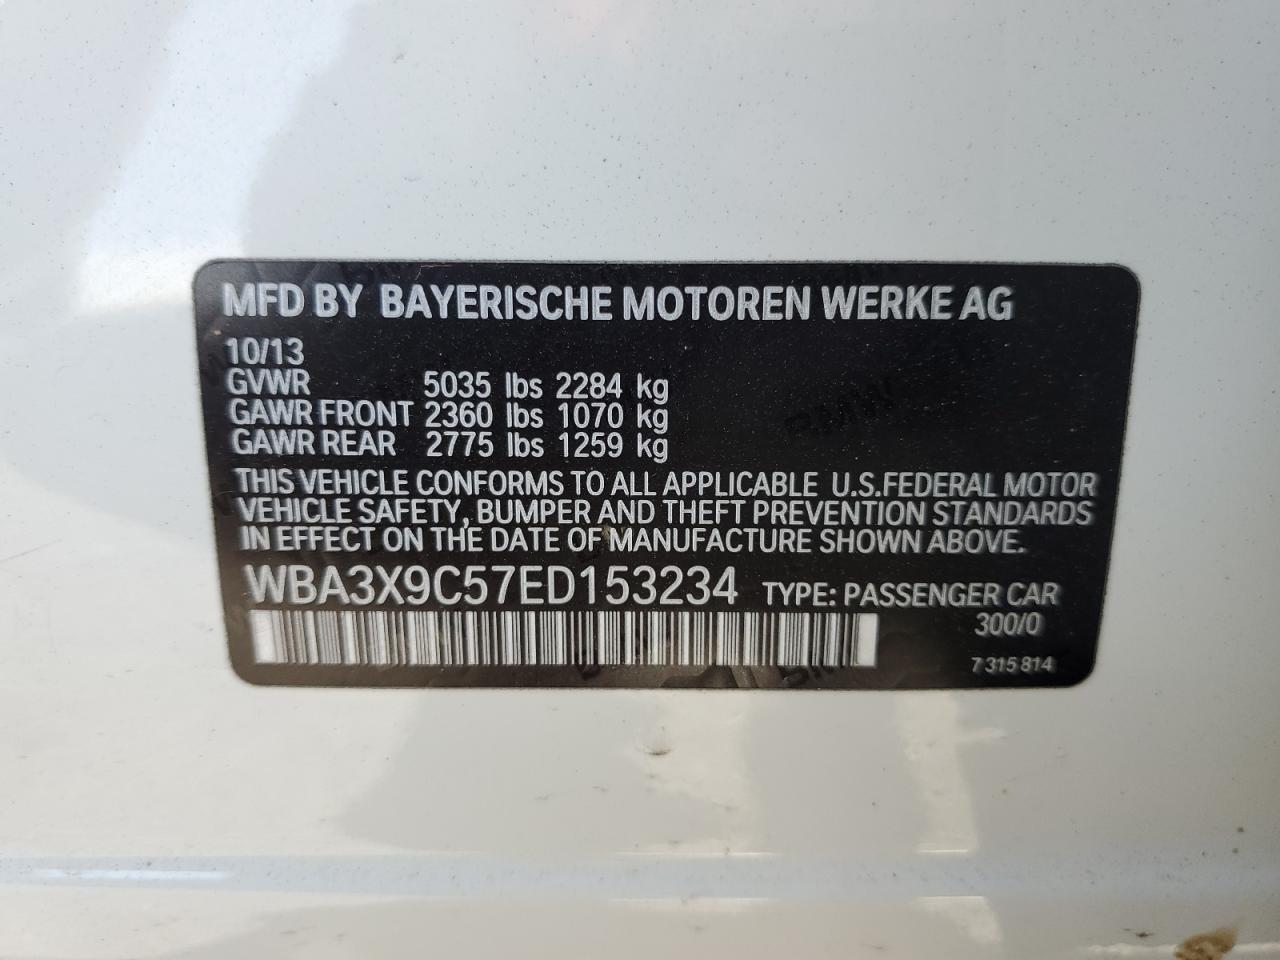 MFD BY BAYERISCHE MOTOREN WERKE AG
10/13
GVWR 5035 lbs 2284 kg
GAWR FRONT 2360 lbs 1070 kg
GAWR REAR 2775 lbs 1259 kg
THIS VEHICLE CONFORMS TO ALL APPLICABLE U.S.FEDERAL MOTOR
VEHICLE SAFETY, BUMPER AND THEFT PREVENTION STANDARDS
IN EFFECT ON THE DATE OF MANUFACTURE SHOWN ABOVE.
WBA3X9C57ED153234 TYPE: PASSENGER CAR
300/0
7 315 814